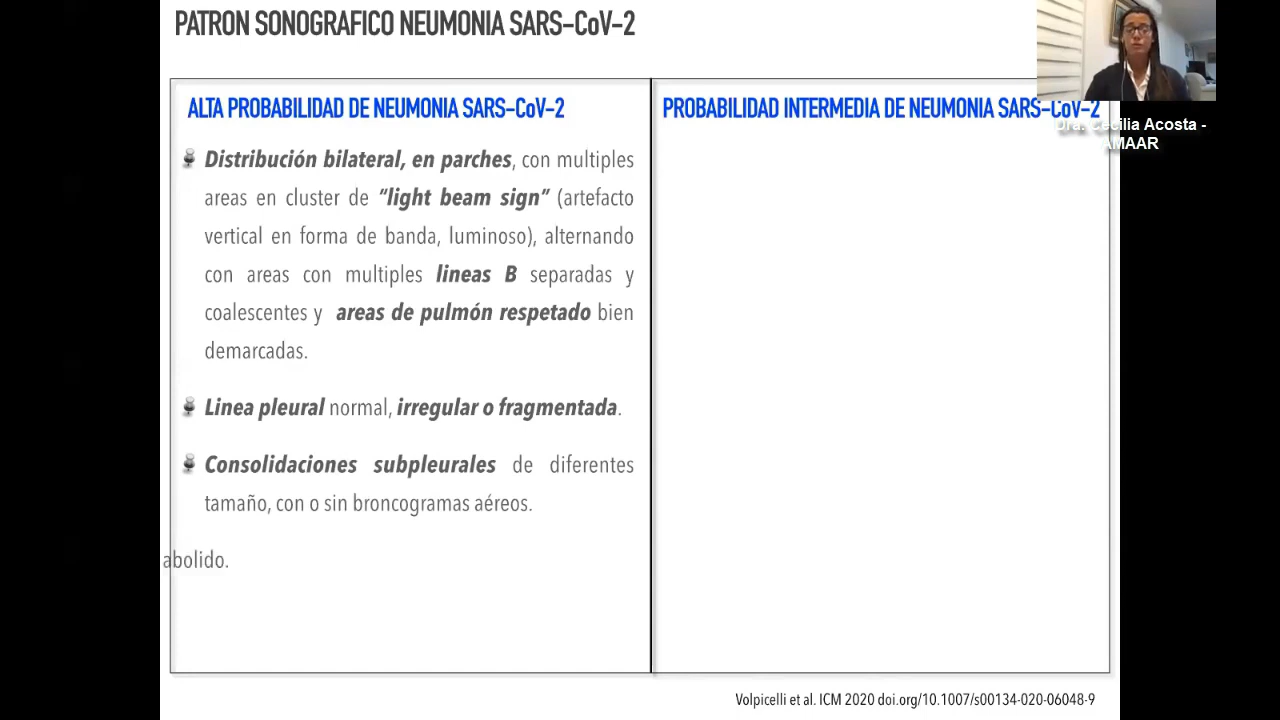 PATRON SONOGRAFICO NEUMONIA SARS-CoV-2
ALTA PROBABILIDAD DE NEUMONIA SARS-CoV-2
Distribución bilateral, en parches, con multiples
areas en cluster de "light beam sign" (artefacto
vertical en forma de banda, luminoso), alternando
con areas con multiples lineas B separadas y
coalescentes y areas de pulmón respetado bien
demarcadas.
Linea pleural normal, irregular o fragmentada.
Consolidaciones subpleurales de diferentes
tamaño, con o sin broncogramas aéreos.
abolido.
PROBABILIDAD INTERMEDIA DE NEUMONIA SARS-CoV-2
Dra. Cecilia Acosta -
AMAAR
Volpicelli et al. ICM 2020 doi.org/10.1007/s00134-020-06048-9